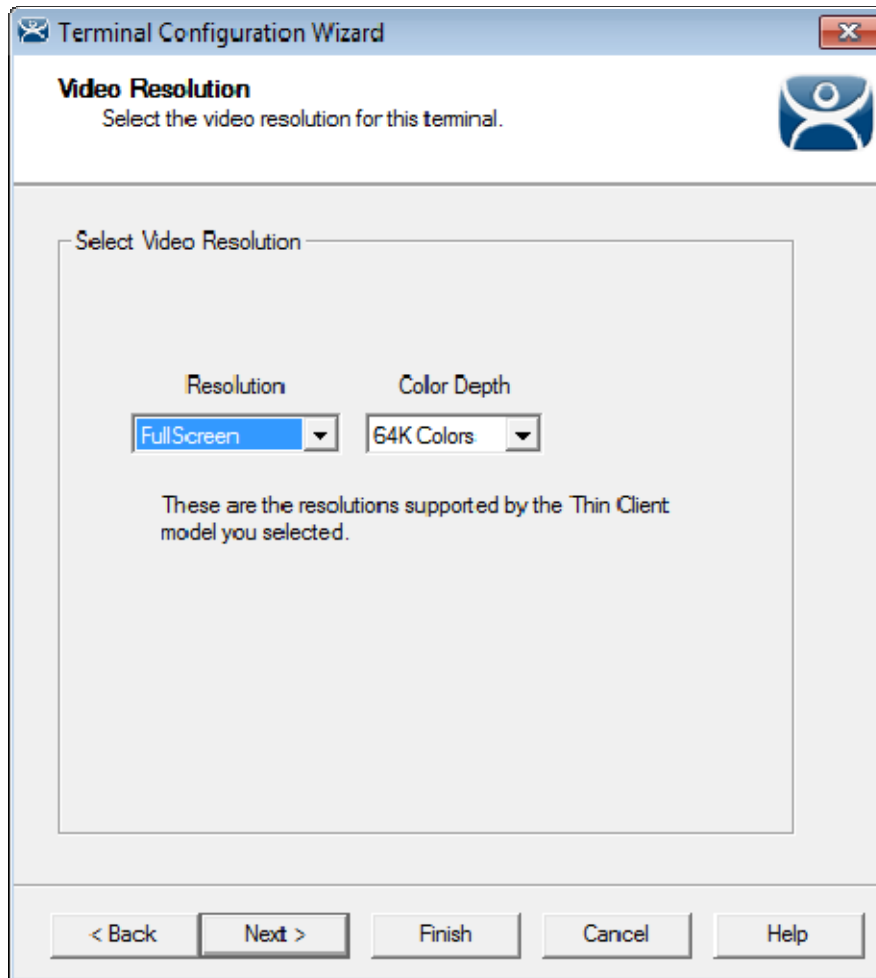 Terminal Configuration Wizard
Video Resolution
Select the video resolution for this terminal.
Select Video Resolution
Resolution Color Depth
FullScreen 64K Colors
These are the resolutions supported by the Thin Client
model you selected.
< Back Next > Finish Cancel Help